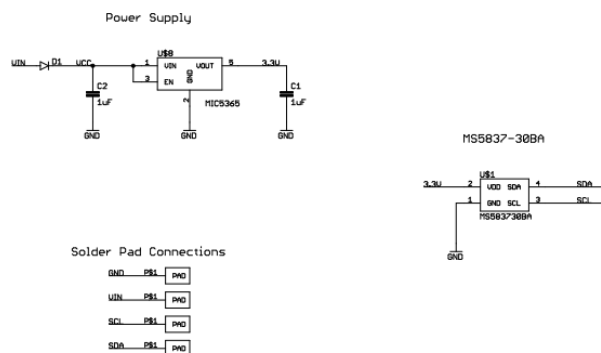 Power Supply
U$8
VIN D1 VCC 1 VIN VOUT 5 3.3V
3 EN GND
C2 C1
1uF 2 MIC5365 1uF
GND GND GND
MS5837-30BA
U$1
3.3V 2 VDD SDA 4 SDA
1 GND SCL 3 SCL
MS583730BA
GND
Solder Pad Connections
GND P$1 PAD
VIN P$1 PAD
SCL P$1 PAD
SDA P$1 PAD